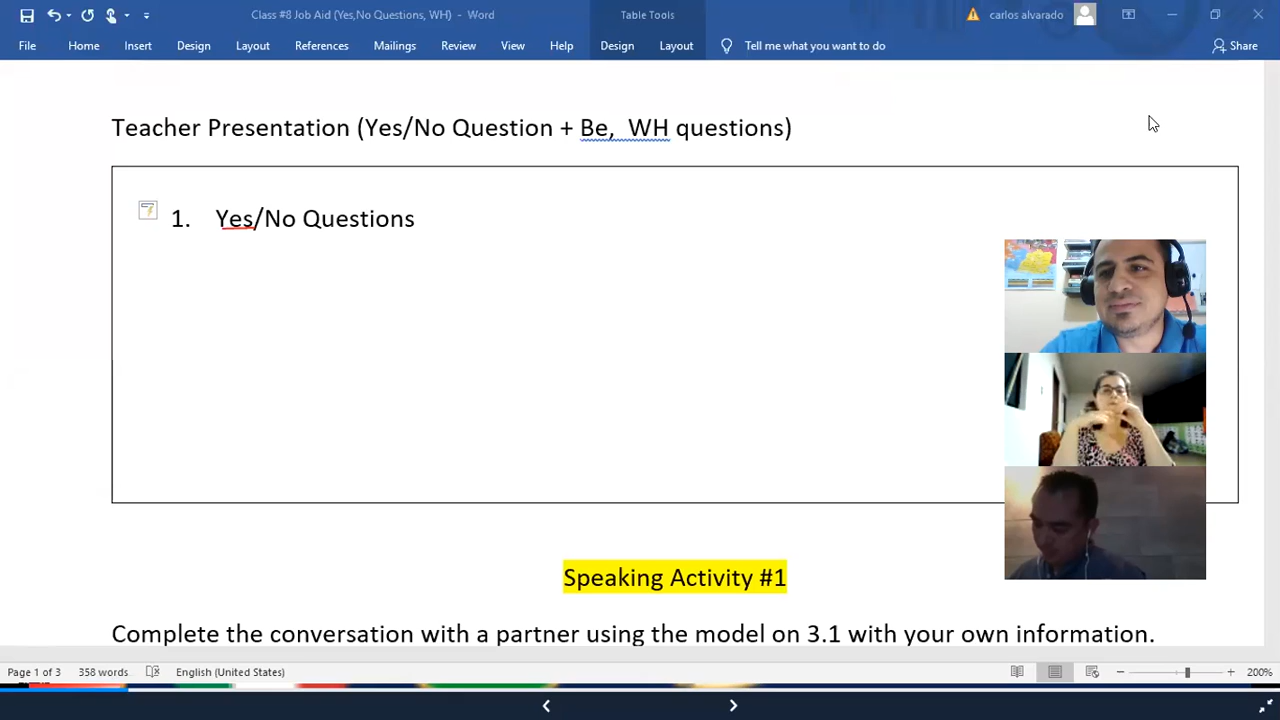 Class #8 Job Aid (Yes,No Questions, WH) - Word
Table Tools
carlos alvarado
File Home Insert Design Layout References Mailings Review View Help Design Layout Tell me what you want to do Share
Teacher Presentation (Yes/No Question + Be, WH questions)
1. Yes/No Questions
Speaking Activity #1
Complete the conversation with a partner using the model on 3.1 with your own information.
Page 1 of 3 358 words English (United States) 200%